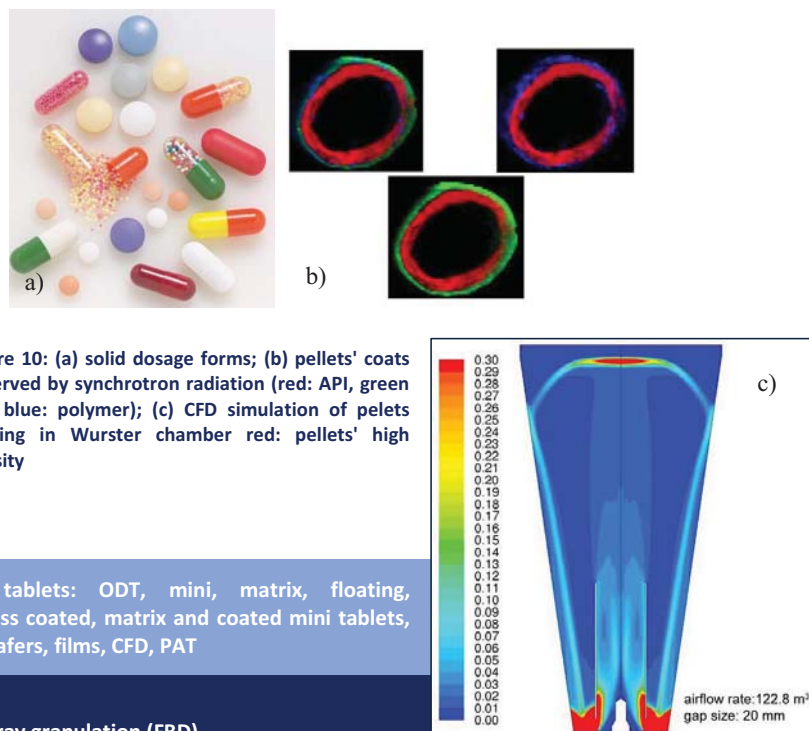 a)
b)
re 10: (a) solid dosage forms; (b) pellets' coats
erved by synchrotron radiation (red: API, green
blue: polymer); (c) CFD simulation of pelets
ing in Wurster chamber red: pellets' high
sity
c)
0.30
0.29
0.28
0.27
0.26
0.25
0.24
0.23
0.22
0.21
0.20
0.19
0.18
0.17
0.16
0.15
0.14
0.13
0.12
0.11
0.10
0.09
0.08
0.07
0.06
0.05
0.04
0.03
0.02
0.01
0.00
airflow rate:122.8 m³
gap size: 20 mm
tablets: ODT, mini, matrix, floating,
ss coated, matrix and coated mini tablets,
afers, films, CFD, PAT
ray granulation (FBD)